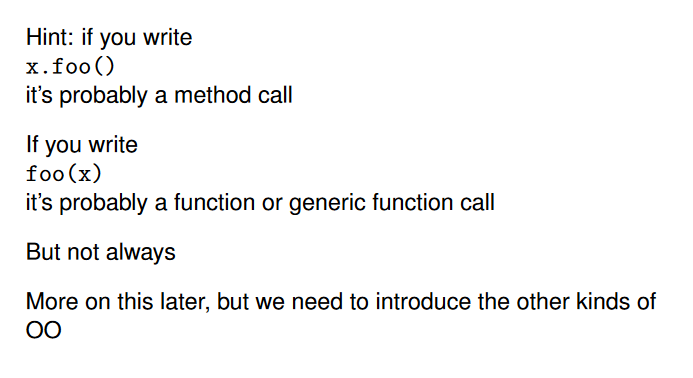 Hint: if you write
x.foo()
it's probably a method call
If you write
foo(x)
it's probably a function or generic function call
But not always
More on this later, but we need to introduce the other kinds of
OO